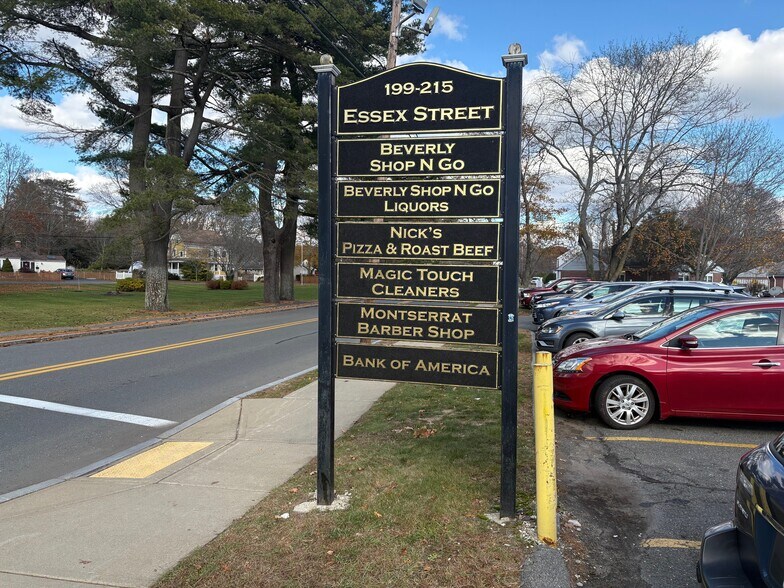 199-215
Essex Street
Beverly
Shop N Go
Beverly Shop N Go
Liquors
Nick's
Pizza & Roast Beef
Magic Touch
Cleaners
Montserrat
Barber Shop
Bank of America